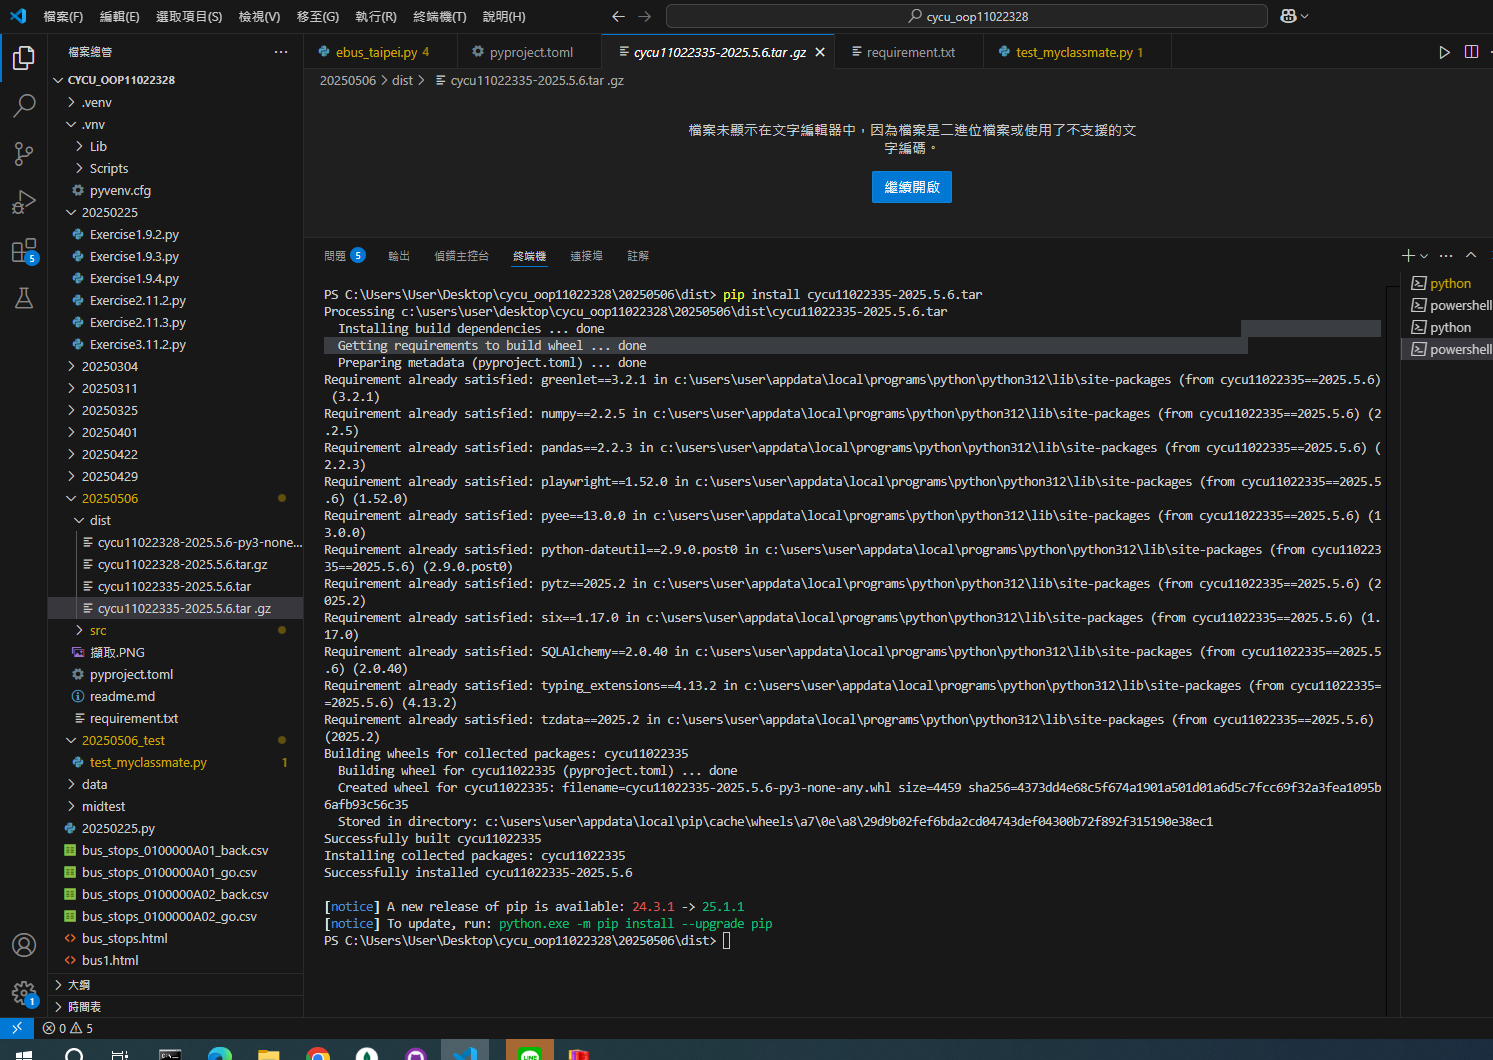 檔案(F) 編輯(E) 選取項目(S) 檢視(V) 移至(G) 執行(R) 終端機(T) 說明(H) cycu_oop11022328
檔案總管
CYCU_OOP11022328
.venv
.vnv
Lib
Scripts
pyvenv.cfg
20250225
Exercise1.9.2.py
Exercise1.9.3.py
Exercise1.9.4.py
Exercise2.11.2.py
Exercise2.11.3.py
Exercise3.11.2.py
20250304
20250311
20250325
20250401
20250422
20250429
20250506
dist
cycu11022328-2025.5.6-py3-none...
cycu11022328-2025.5.6.tar.gz
cycu11022335-2025.5.6.tar
cycu11022335-2025.5.6.tar .gz
src
擷取.PNG
pyproject.toml
readme.md
requirement.txt
20250506_test
test_myclassmate.py 1
data
midtest
20250225.py
bus_stops_0100000A01_back.csv
bus_stops_0100000A01_go.csv
bus_stops_0100000A02_back.csv
bus_stops_0100000A02_go.csv
bus_stops.html
bus1.html
大綱
時間表
5
1
0 5
ebus_taipei.py 4 pyproject.toml cycu11022335-2025.5.6.tar .gz requirement.txt test_myclassmate.py 1
20250506 dist cycu11022335-2025.5.6.tar .gz
檔案未顯示在文字編輯器中，因為檔案是二進位檔案或使用了不支援的文
字編碼。
繼續開啟
問題 5 輸出 偵錯主控台 終端機 連接埠 註解
python
powershell
python
powershell
PS C:\Users\User\Desktop\cycu_oop11022328\20250506\dist> pip install cycu11022335-2025.5.6.tar
Processing c:\users\user\desktop\cycu_oop11022328\20250506\dist\cycu11022335-2025.5.6.tar
Installing build dependencies ... done
Getting requirements to build wheel ... done
Preparing metadata (pyproject.toml) ... done
Requirement already satisfied: greenlet==3.2.1 in c:\users\user\appdata\local\programs\python\python312\lib\site-packages (from cycu11022335==2025.5.6)
(3.2.1)
Requirement already satisfied: numpy==2.2.5 in c:\users\user\appdata\local\programs\python\python312\lib\site-packages (from cycu11022335==2025.5.6) (2
.2.5)
Requirement already satisfied: pandas==2.2.3 in c:\users\user\appdata\local\programs\python\python312\lib\site-packages (from cycu11022335==2025.5.6) (
2.2.3)
Requirement already satisfied: playwright==1.52.0 in c:\users\user\appdata\local\programs\python\python312\lib\site-packages (from cycu11022335==2025.5
.6) (1.52.0)
Requirement already satisfied: pyee==13.0.0 in c:\users\user\appdata\local\programs\python\python312\lib\site-packages (from cycu11022335==2025.5.6) (1
3.0.0)
Requirement already satisfied: python-dateutil==2.9.0.post0 in c:\users\user\appdata\local\programs\python\python312\lib\site-packages (from cycu110223
35==2025.5.6) (2.9.0.post0)
Requirement already satisfied: pytz==2025.2 in c:\users\user\appdata\local\programs\python\python312\lib\site-packages (from cycu11022335==2025.5.6) (2
025.2)
Requirement already satisfied: six==1.17.0 in c:\users\user\appdata\local\programs\python\python312\lib\site-packages (from cycu11022335==2025.5.6) (1.
17.0)
Requirement already satisfied: SQLAlchemy==2.0.40 in c:\users\user\appdata\local\programs\python\python312\lib\site-packages (from cycu11022335==2025.5
.6) (2.0.40)
Requirement already satisfied: typing_extensions==4.13.2 in c:\users\user\appdata\local\programs\python\python312\lib\site-packages (from cycu11022335=
=2025.5.6) (4.13.2)
Requirement already satisfied: tzdata==2025.2 in c:\users\user\appdata\local\programs\python\python312\lib\site-packages (from cycu11022335==2025.5.6)
(2025.2)
Building wheels for collected packages: cycu11022335
Building wheel for cycu11022335 (pyproject.toml) ... done
Created wheel for cycu11022335: filename=cycu11022335-2025.5.6-py3-none-any.whl size=4459 sha256=4373dd4e68c5f674a1901a501d01a6d5c7fcc69f32a3fea1095b
6afb93c56c35
Stored in directory: c:\users\user\appdata\local\pip\cache\wheels\a7\0e\a8\29d9b02fef6bda2cd04743def04300b72f892f315190e38ec1
Successfully built cycu11022335
Installing collected packages: cycu11022335
Successfully installed cycu11022335-2025.5.6
[notice] A new release of pip is available: 24.3.1 -> 25.1.1
[notice] To update, run: python.exe -m pip install --upgrade pip
PS C:\Users\User\Desktop\cycu_oop11022328\20250506\dist>
LINE